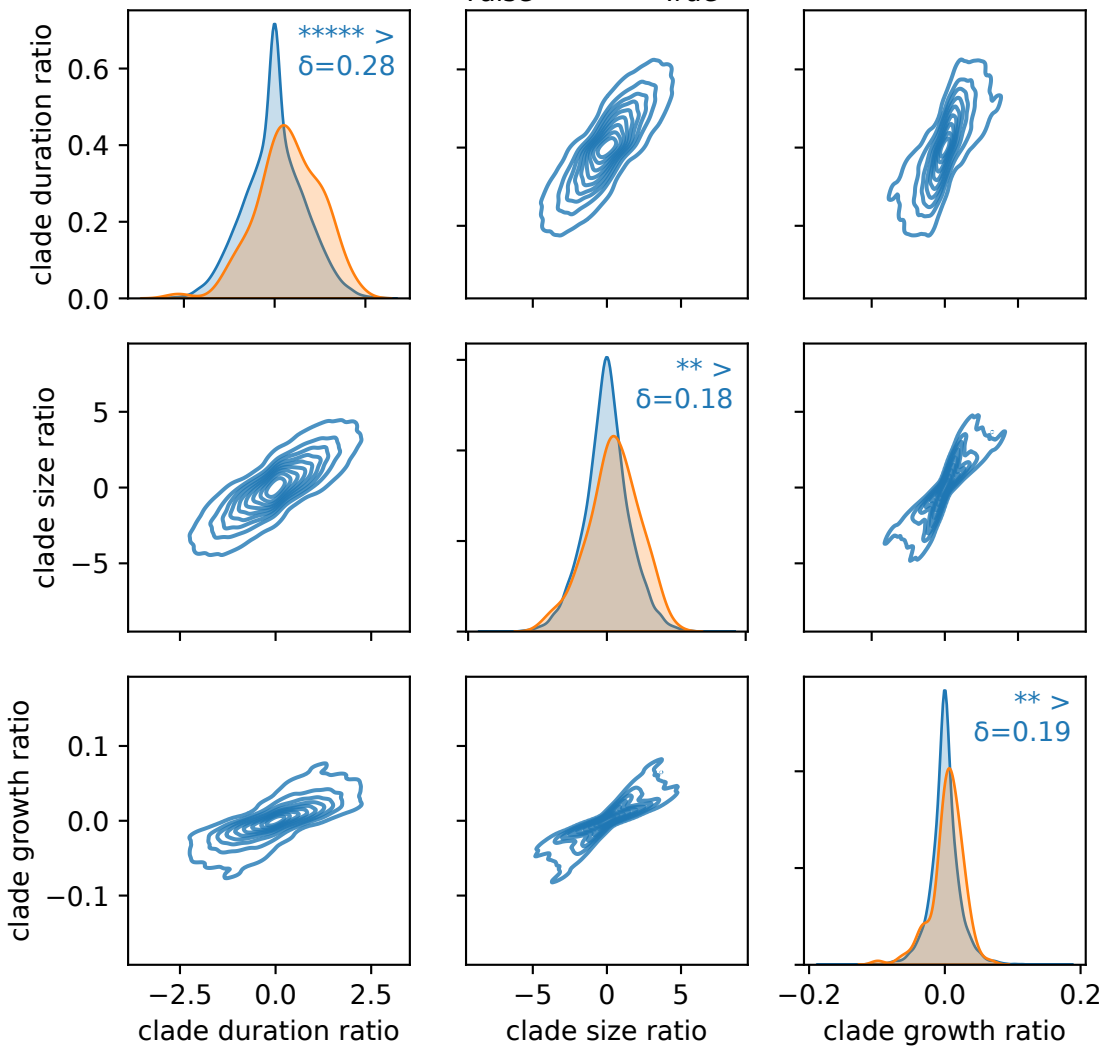 clade duration ratio
0.6
0.4
0.2
0.0
***** >
δ=0.28
clade size ratio
5
0
−5
** >
δ=0.18
clade growth ratio
0.1
0.0
−0.1
** >
δ=0.19
−2.5 0.0 2.5
−5 0 5
−0.2 0.0 0.2
clade duration ratio
clade size ratio
clade growth ratio